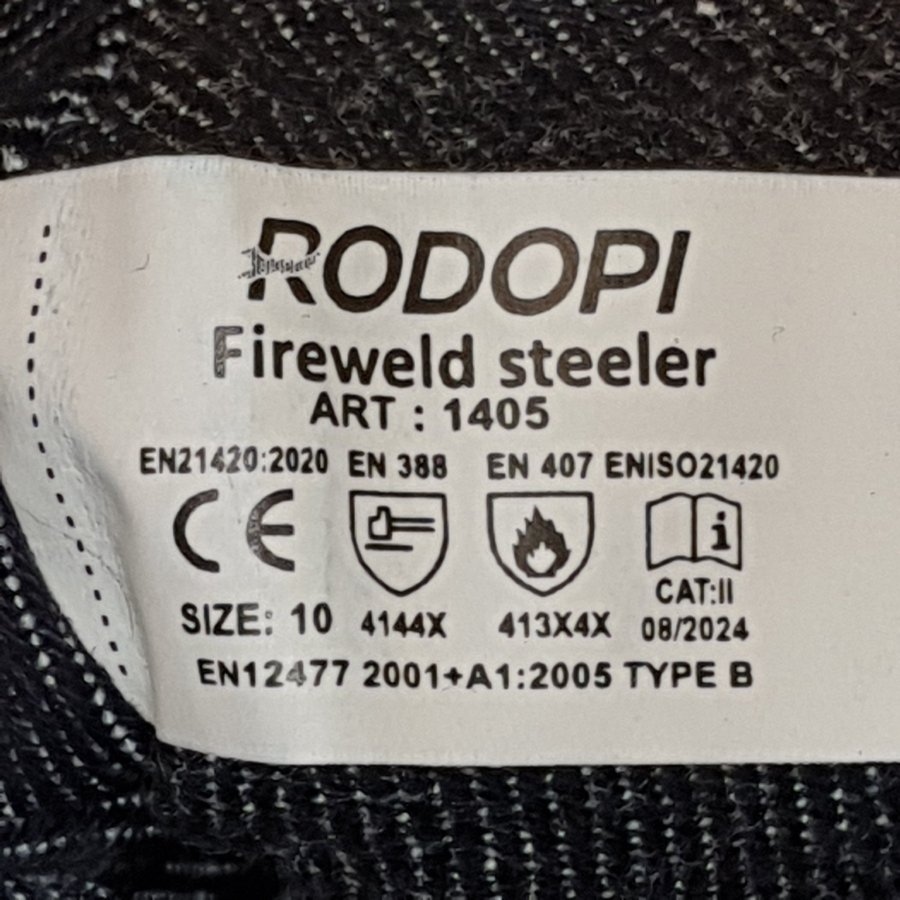 RODOPI
Fireweld steeler
ART : 1405
EN21420:2020 EN 388 EN 407 ENISO21420
CE i
CAT:II
SIZE: 10 4144X 413X4X 08/2024
EN12477 2001+A1:2005 TYPE B